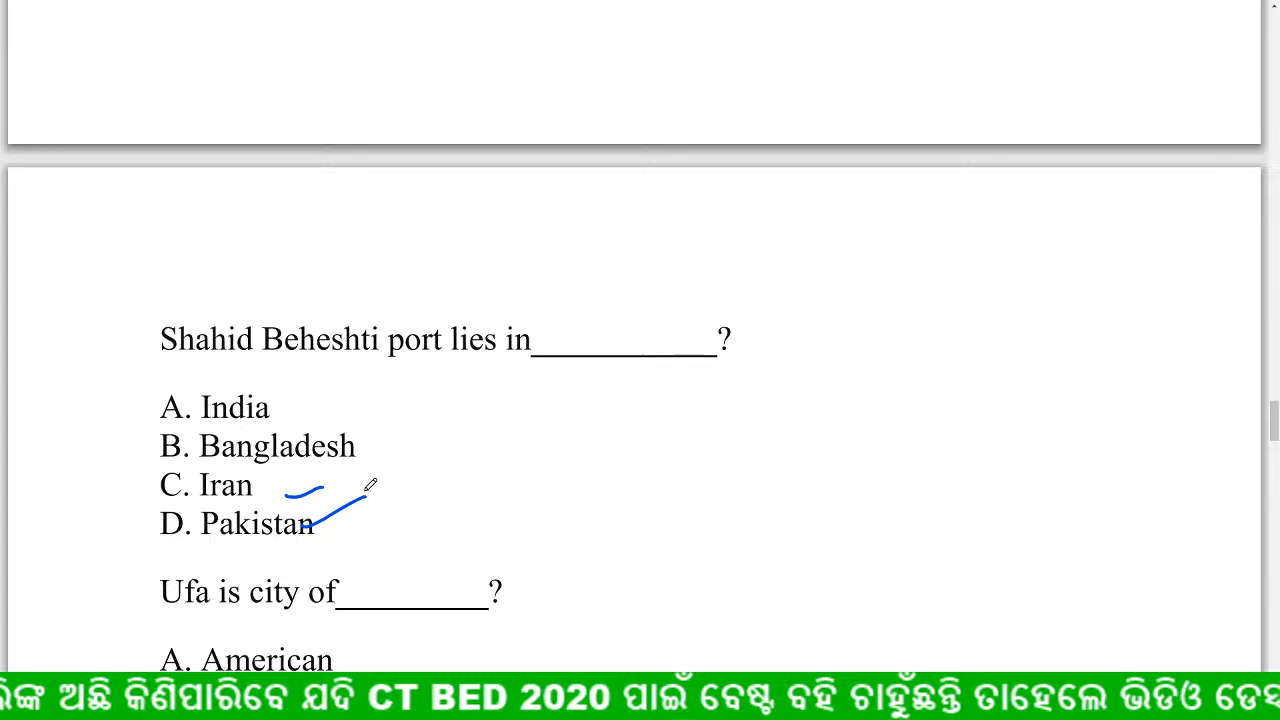 Shahid Beheshti port lies in___________?
A. India
B. Bangladesh
C. Iran
D. Pakistan
Ufa is city of_________?
A. American
ଅଛି କିଣିପାରିବେ ଯଦି CT BED 2020 ପାଇଁ ବେଷ୍ଟ ବହି ଚାହୁଁଛନ୍ତି ତାହେଲେ ଭିଡିଓ